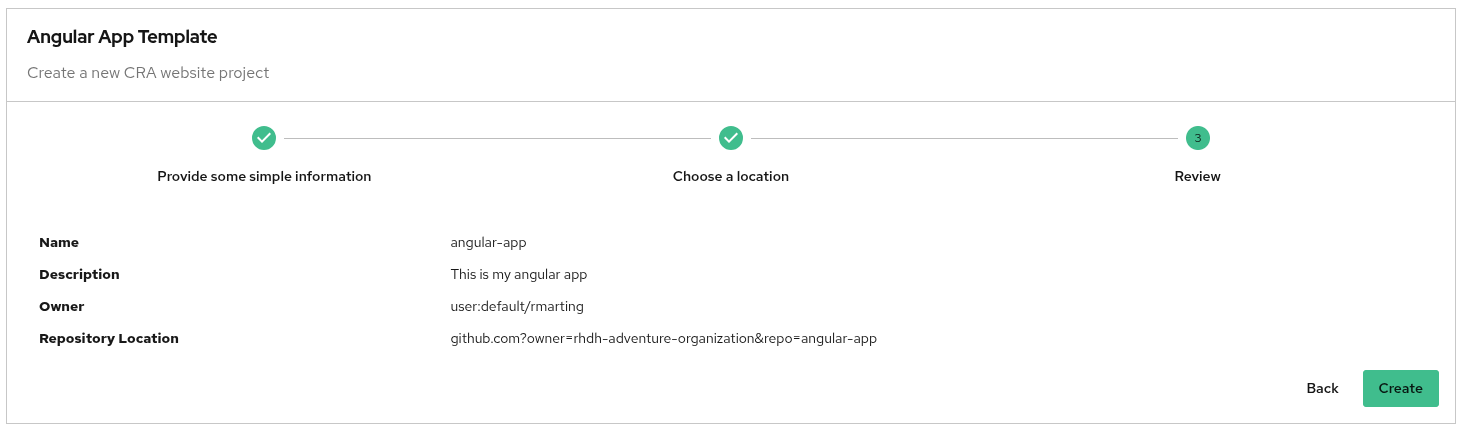 Angular App Template
Create a new CRA website project
3
Provide some simple information Choose a location Review
Name angular-app
Description This is my angular app
Owner user:default/rmarting
Repository Location github.com?owner=rhdh-adventure-organization&repo=angular-app
Back Create